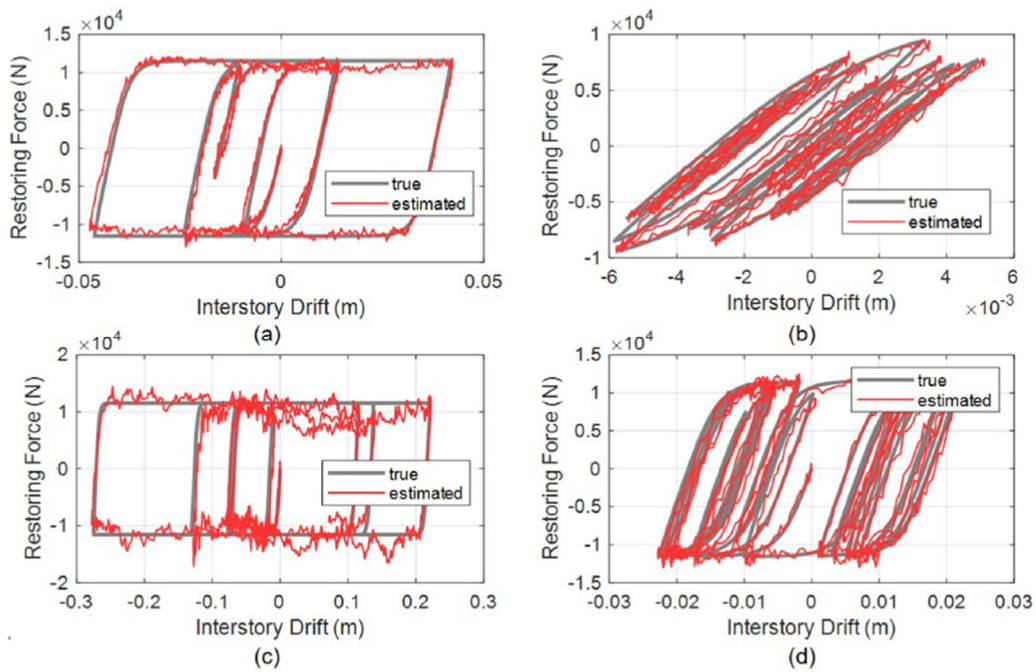 ×10⁴
1.5
1
0.5
0
-0.5
-1
-1.5
Restoring Force (N)
true
estimated
-0.05
0
0.05
Interstory Drift (m)
(a)
×10⁴
1
0.5
0
-0.5
-1
Restoring Force (N)
true
estimated
-6
-4
-2
0
2
4
6
×10⁻³
Interstory Drift (m)
(b)
×10⁴
2
1
0
-1
-2
Restoring Force (N)
true
estimated
-0.3
-0.2
-0.1
0
0.1
0.2
0.3
Interstory Drift (m)
(c)
×10⁴
1.5
1
0.5
0
-0.5
-1
-1.5
Restoring Force (N)
true
estimated
-0.03
-0.02
-0.01
0
0.01
0.02
0.03
Interstory Drift (m)
(d)